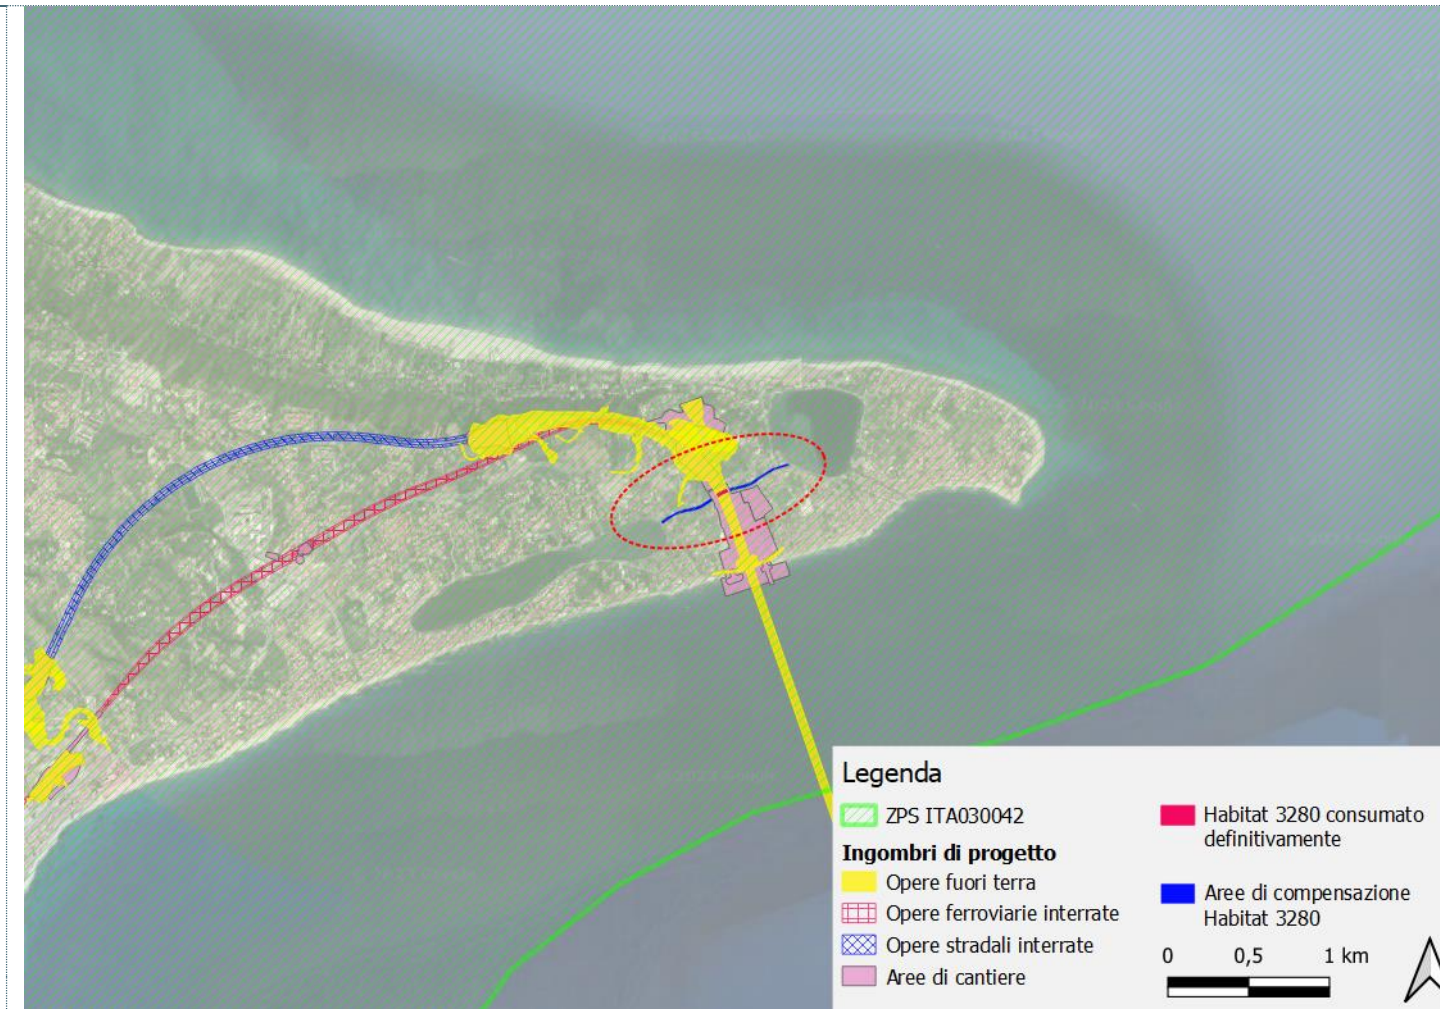 Legenda
ZPS ITA030042
Ingombri di progetto
Opere fuori terra
Opere ferroviarie interrate
Opere stradali interrate
Aree di cantiere
Habitat 3280 consumato
definitivamente
Aree di compensazione
Habitat 3280
0 0,5 1 km